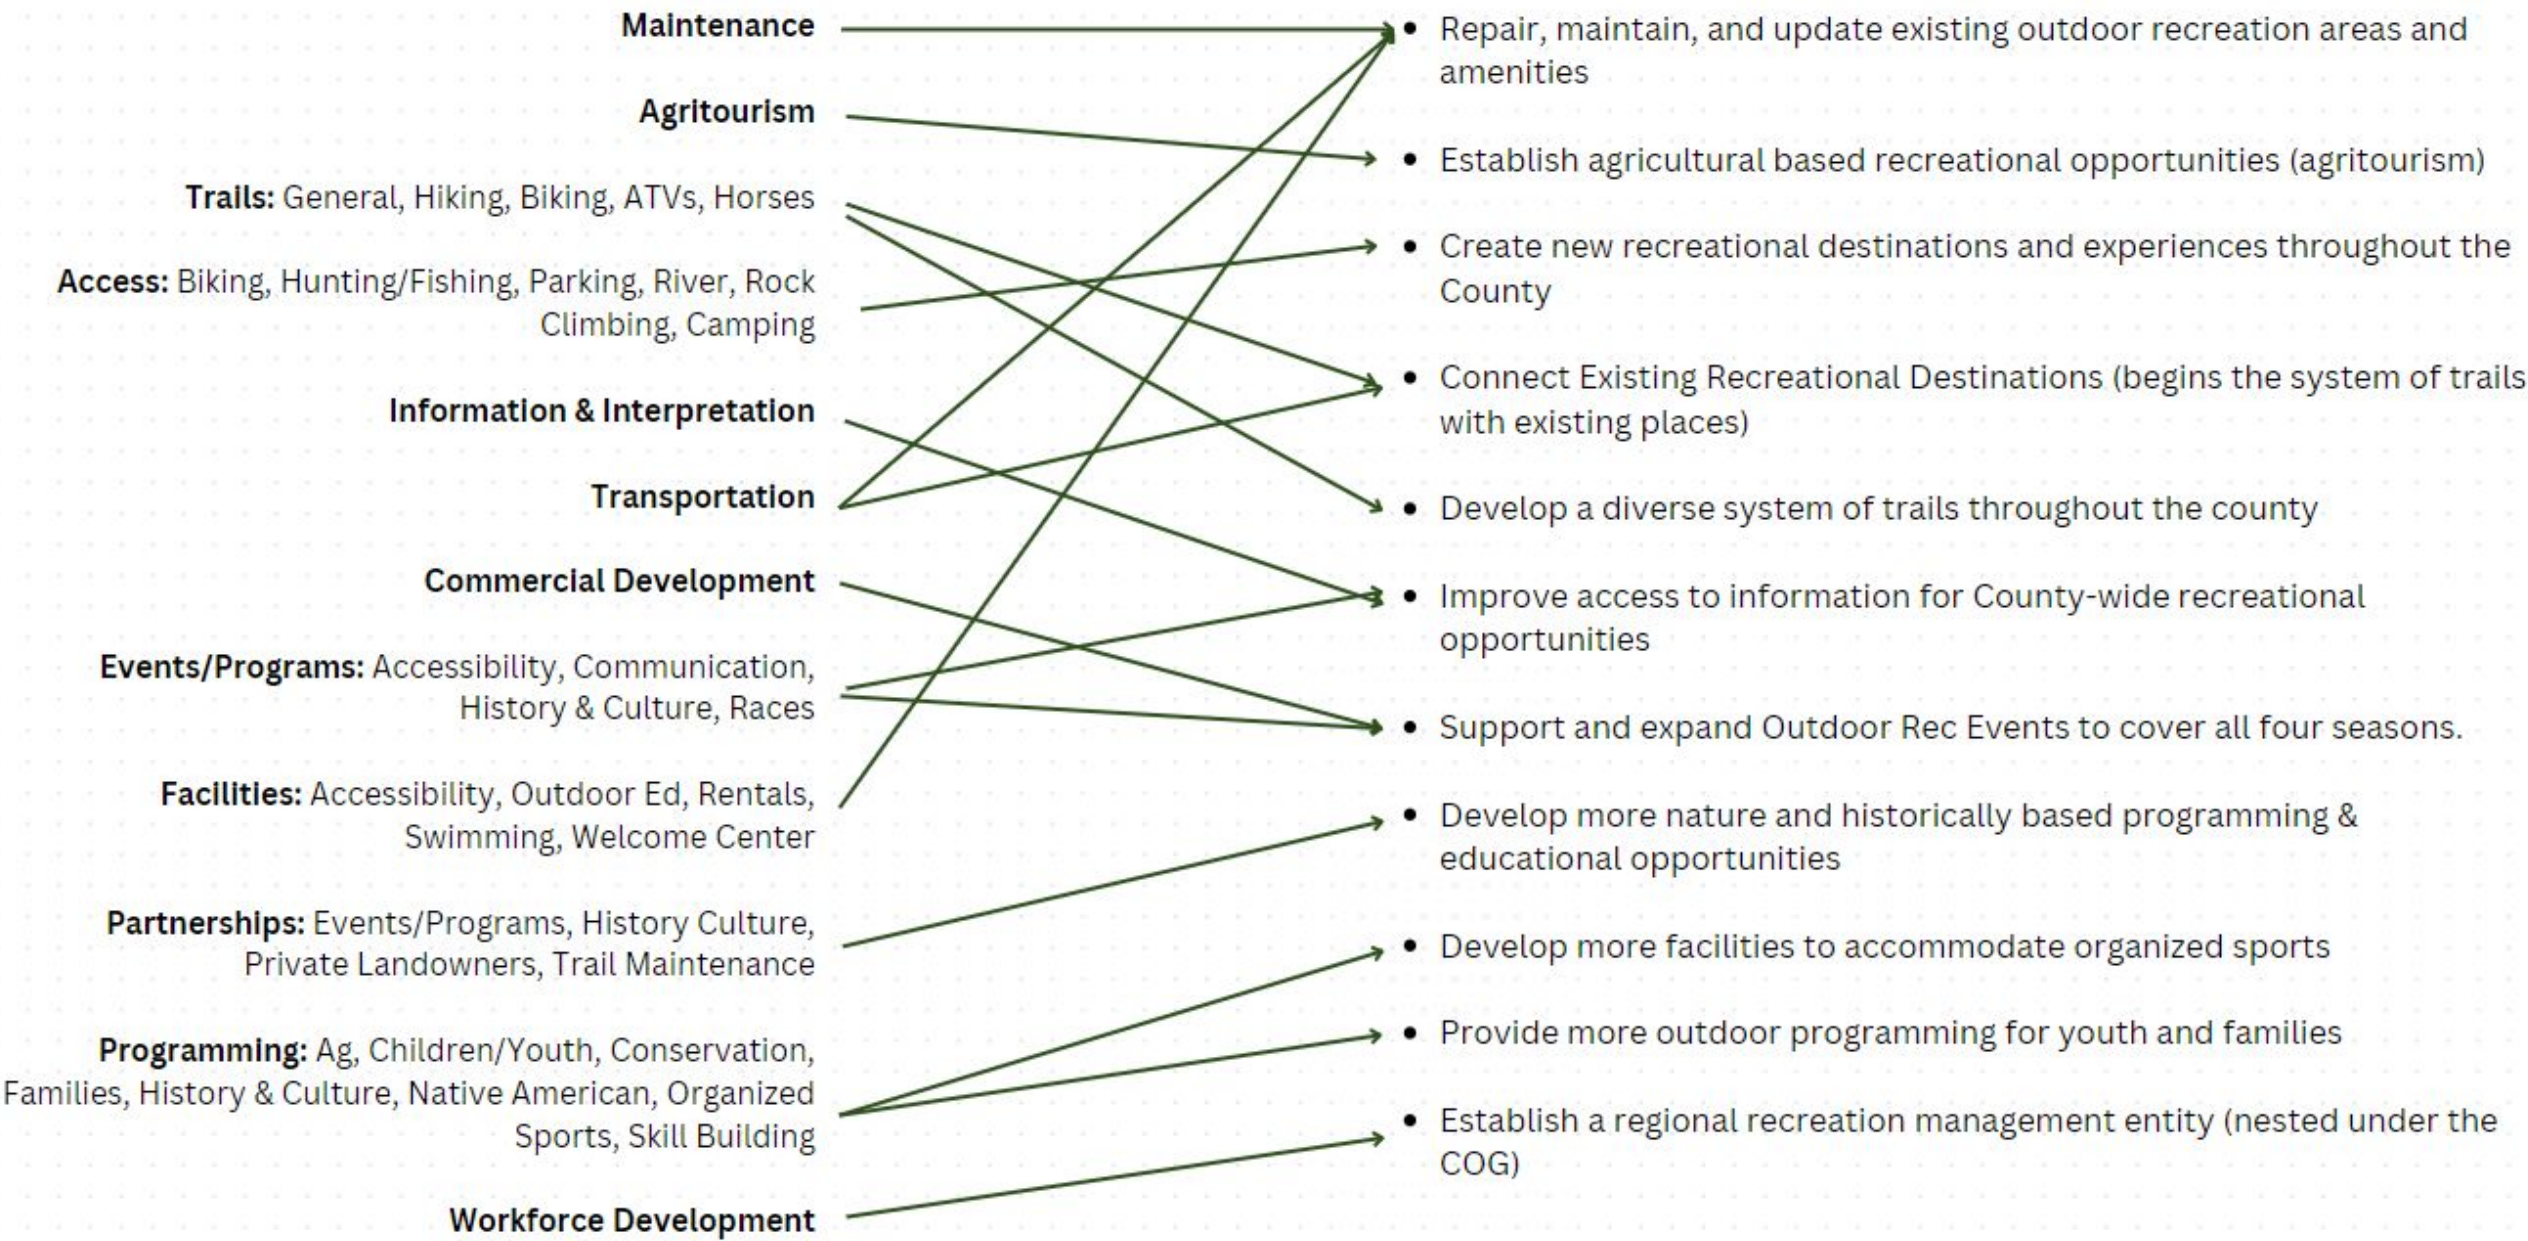 Maintenance
Agritourism
Trails: General, Hiking, Biking, ATVs, Horses
Access: Biking, Hunting/Fishing, Parking, River, Rock
Climbing, Camping
Information & Interpretation
Transportation
Commercial Development
Events/Programs: Accessibility, Communication,
History & Culture, Races
Facilities: Accessibility, Outdoor Ed, Rentals,
Swimming, Welcome Center
Partnerships: Events/Programs, History Culture,
Private Landowners, Trail Maintenance
Programming: Ag, Children/Youth, Conservation,
Families, History & Culture, Native American, Organized
Sports, Skill Building
Workforce Development
• Repair, maintain, and update existing outdoor recreation areas and
amenities
• Establish agricultural based recreational opportunities (agritourism)
• Create new recreational destinations and experiences throughout the
County
• Connect Existing Recreational Destinations (begins the system of trails
with existing places)
• Develop a diverse system of trails throughout the county
• Improve access to information for County-wide recreational
opportunities
• Support and expand Outdoor Rec Events to cover all four seasons.
• Develop more nature and historically based programming &
educational opportunities
• Develop more facilities to accommodate organized sports
• Provide more outdoor programming for youth and families
• Establish a regional recreation management entity (nested under the
COG)